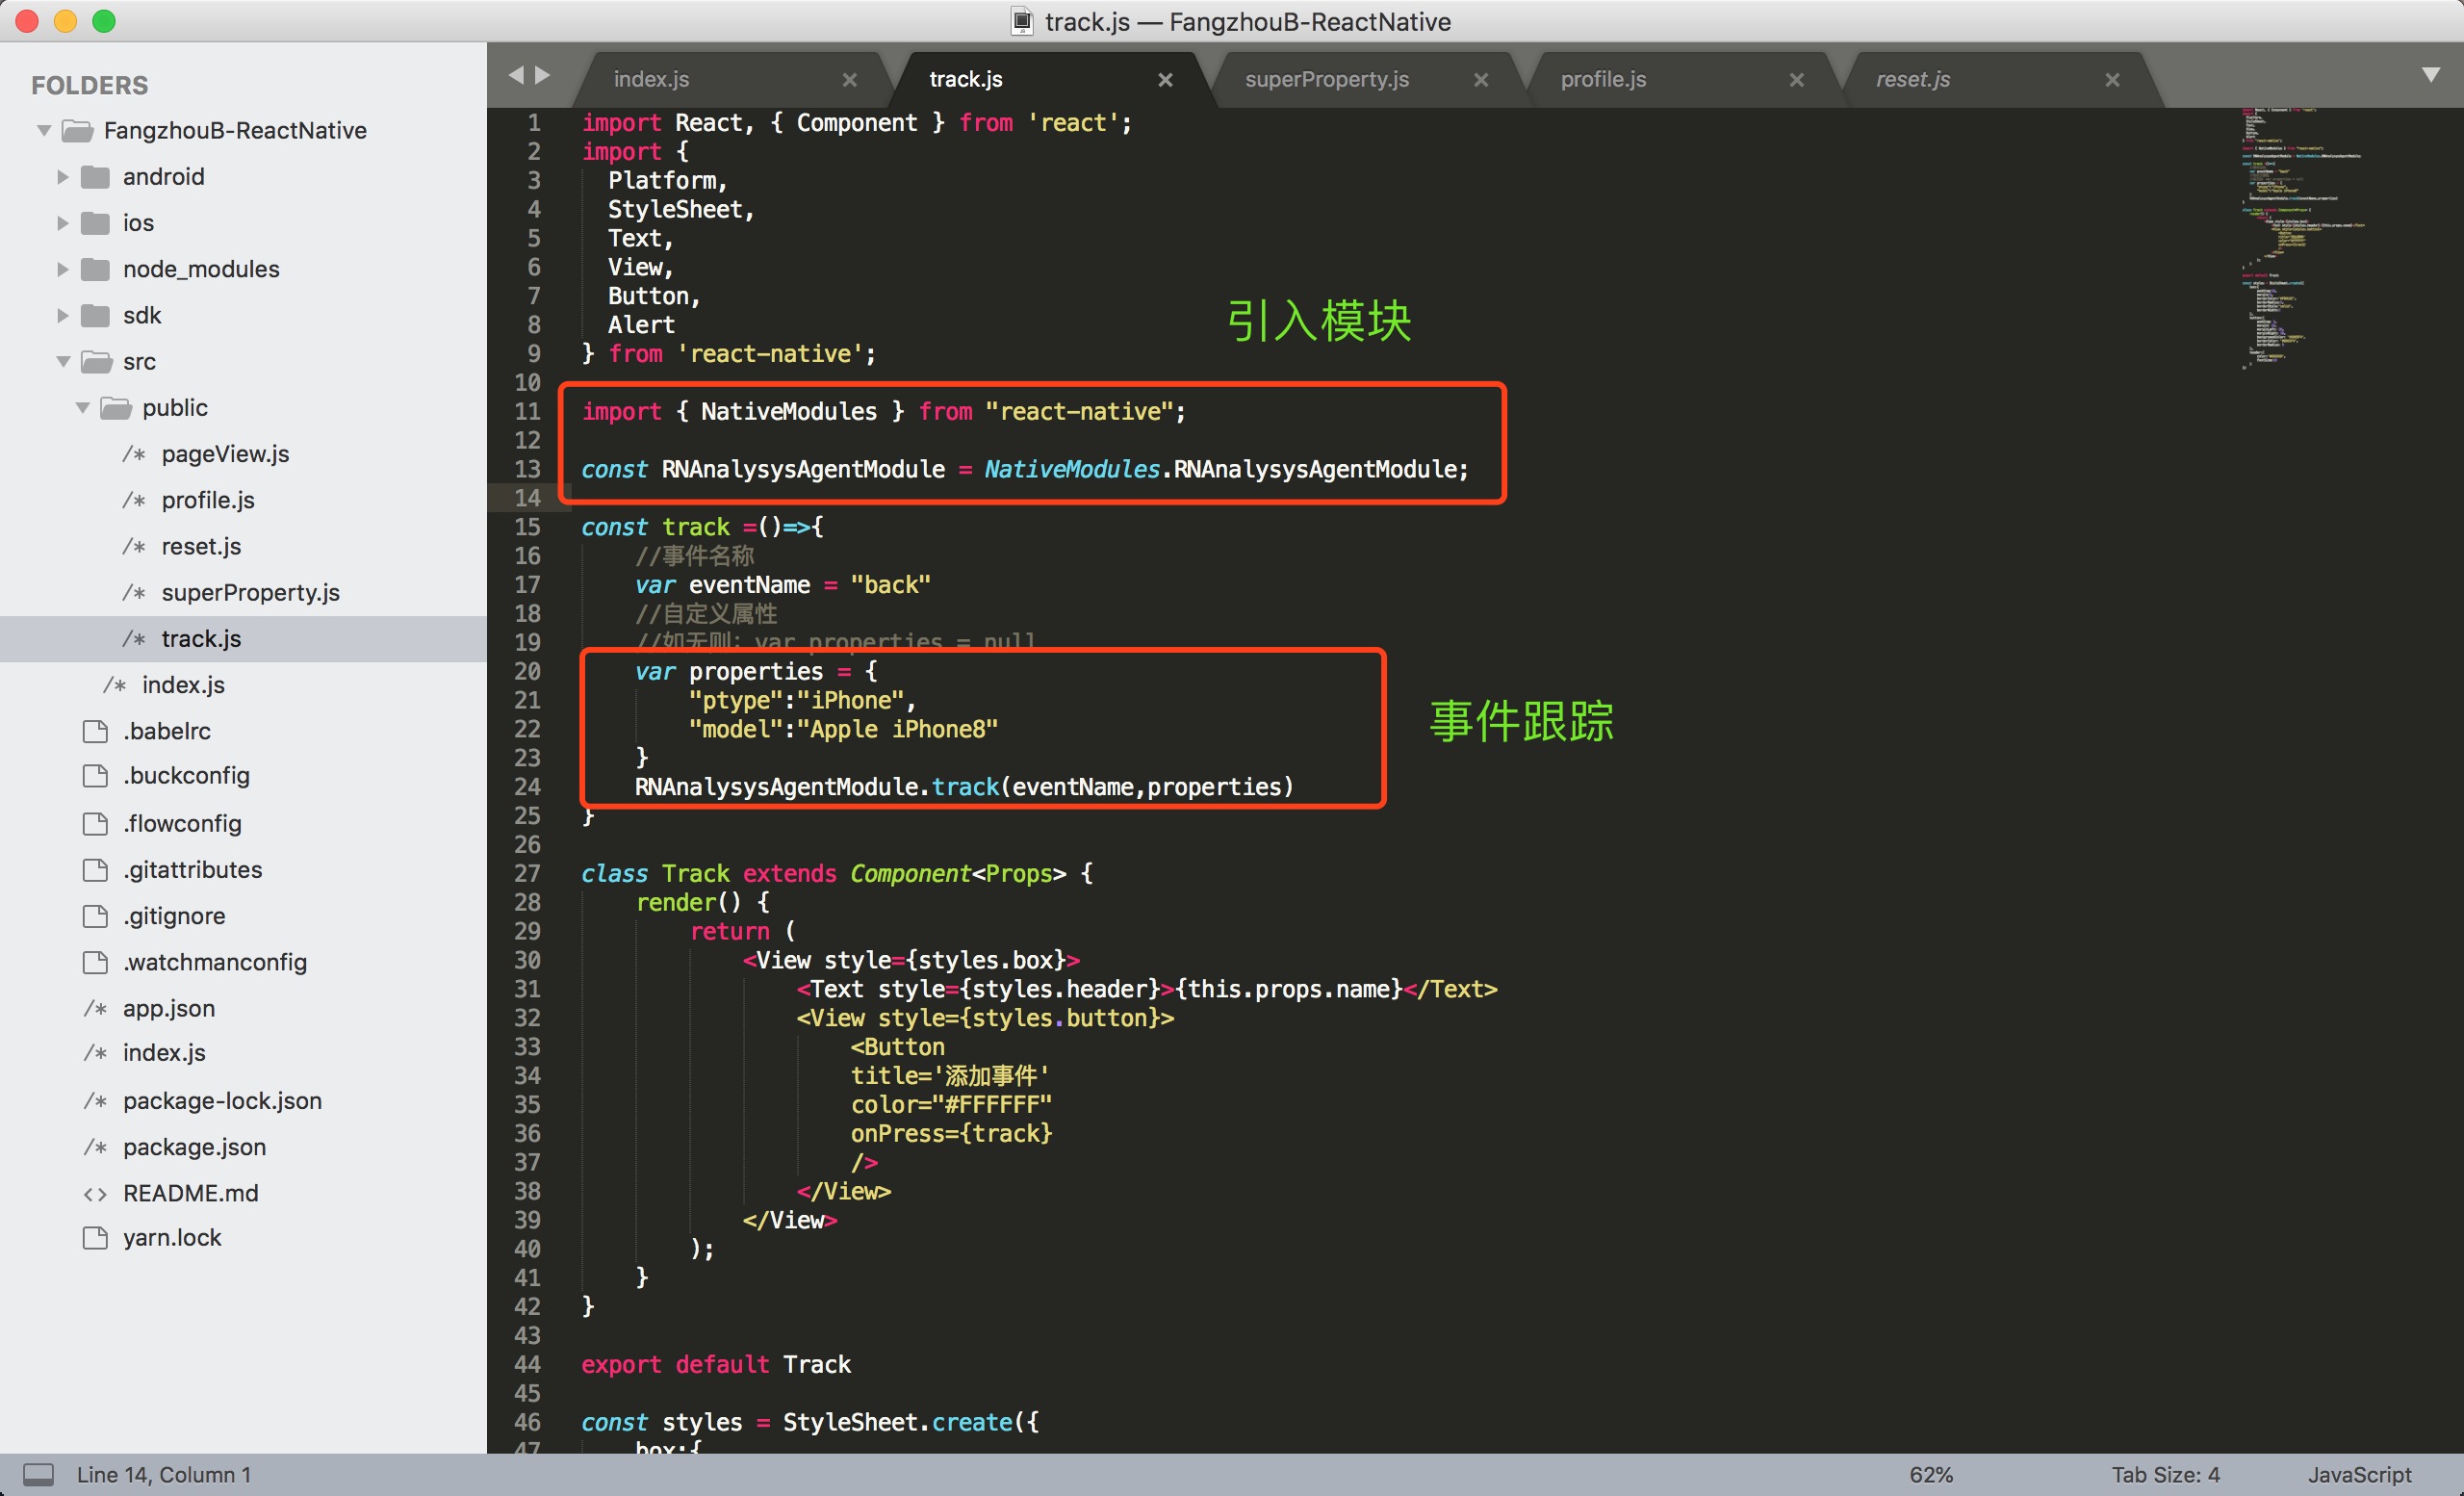 track.js — FangzhouB-ReactNative
FOLDERS
FangzhouB-ReactNative
android
ios
node_modules
sdk
src
public
/* pageView.js
/* profile.js
/* reset.js
/* superProperty.js
/* track.js
/* index.js
.babelrc
.buckconfig
.flowconfig
.gitattributes
.gitignore
.watchmanconfig
/* app.json
/* index.js
/* package-lock.json
/* package.json
<> README.md
yarn.lock
index.js × track.js × superProperty.js × profile.js × reset.js ×
1 import React, { Component } from 'react';
2 import {
3 Platform,
4 StyleSheet,
5 Text,
6 View,
7 Button,
8 Alert
9 } from 'react-native';
引入模块
10
11 import { NativeModules } from "react-native";
12
13 const RNAnalysysAgentModule = NativeModules.RNAnalysysAgentModule;
14
15 const track =()=>{
16 //事件名称
17 var eventName = "back"
18 //自定义属性
19 //如无则: var properties = null
20 var properties = {
21 "ptype":"iPhone",
22 "model":"Apple iPhone8"
23 }
24 RNAnalysysAgentModule.track(eventName,properties)
事件跟踪
25 }
26
27 class Track extends Component<Props> {
28 render() {
29 return (
30 <View style={styles.box}>
31 <Text style={styles.header}>{this.props.name}</Text>
32 <View style={styles.button}>
33 <Button
34 title='添加事件'
35 color="#FFFFFF"
36 onPress={track}
37 />
38 </View>
39 </View>
40 );
41 }
42 }
43
44 export default Track
45
46 const styles = StyleSheet.create({
47 box:{
Line 14, Column 1
62%
Tab Size: 4
JavaScript